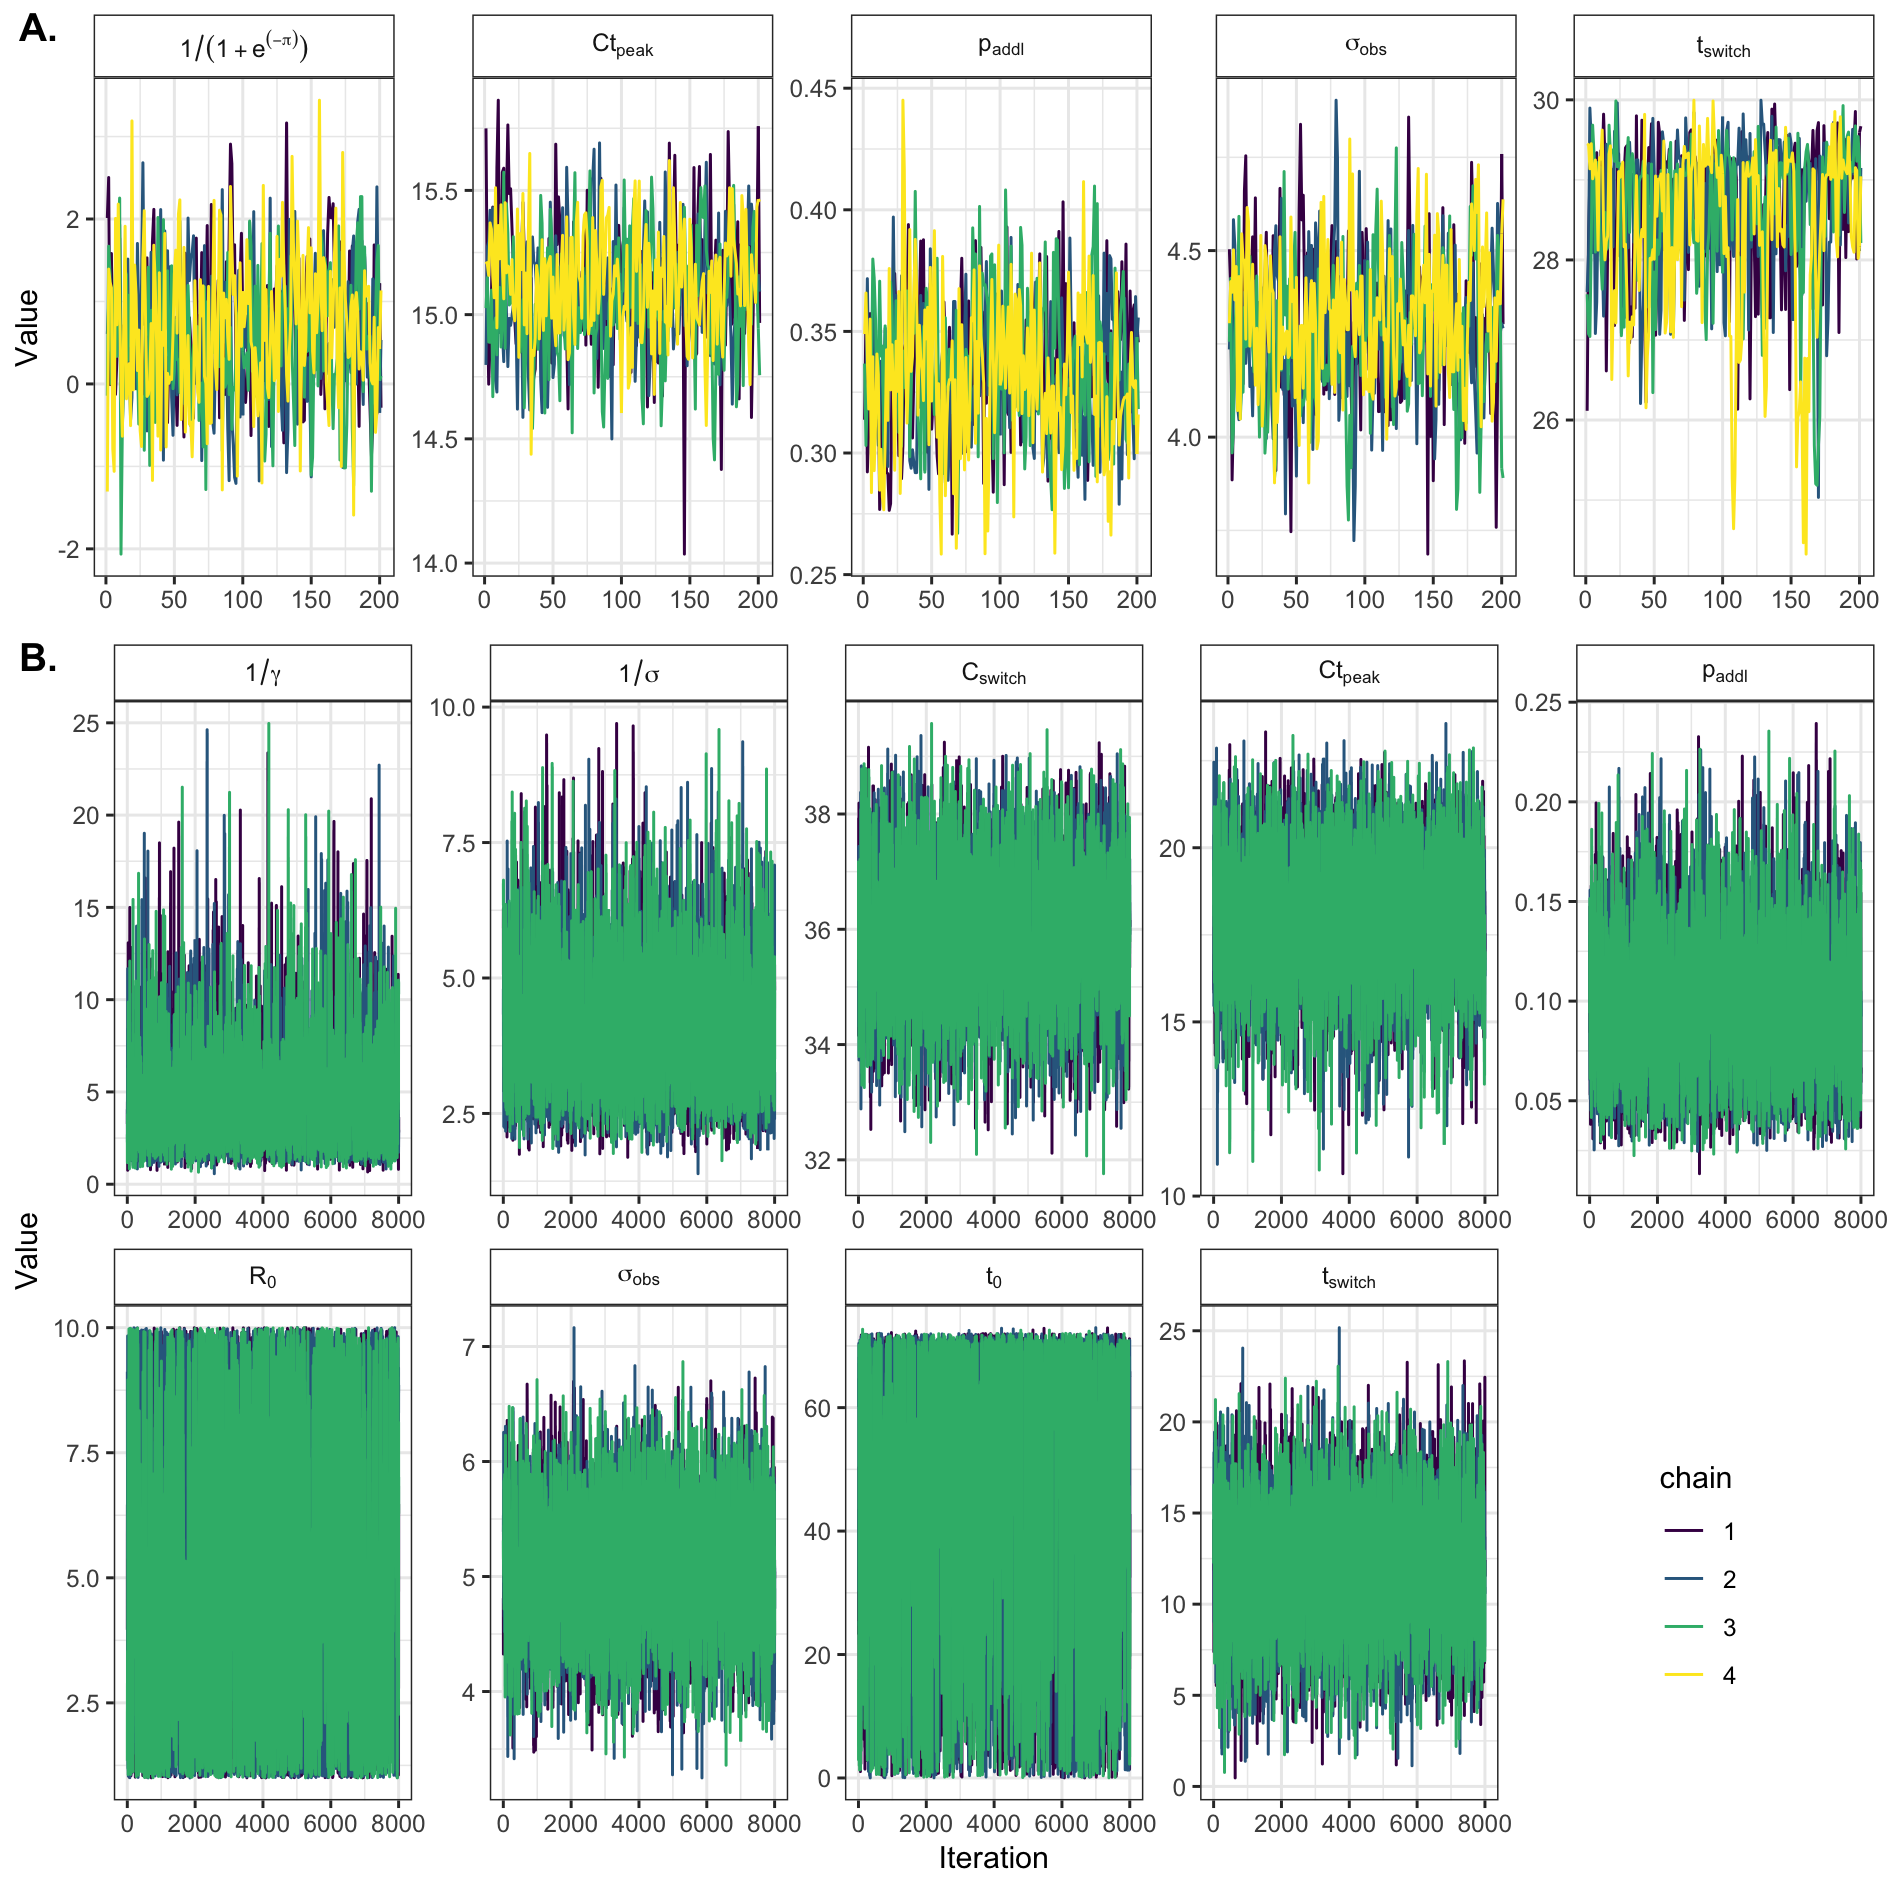 A.
1/(1 + e^(−π))
Ct_peak
p_addl
σ_obs
t_switch
Value
2
0
-2
15.5
15.0
14.5
14.0
0.45
0.40
0.35
0.30
0.25
4.5
4.0
30
28
26
0 50 100 150 200
0 50 100 150 200
0 50 100 150 200
0 50 100 150 200
0 50 100 150 200
B.
1/γ
1/σ
C_switch
Ct_peak
p_addl
Value
25
20
15
10
5
0
10.0
7.5
5.0
2.5
38
36
34
32
20
15
10
0.25
0.20
0.15
0.10
0.05
0 2000 4000 6000 8000
0 2000 4000 6000 8000
0 2000 4000 6000 8000
0 2000 4000 6000 8000
0 2000 4000 6000 8000
R_0
σ_obs
t_0
t_switch
10.0
7.5
5.0
2.5
7
6
5
4
60
40
20
0
25
20
15
10
5
0
0 2000 4000 6000 8000
0 2000 4000 6000 8000
0 2000 4000 6000 8000
0 2000 4000 6000 8000
Iteration
chain
1
2
3
4